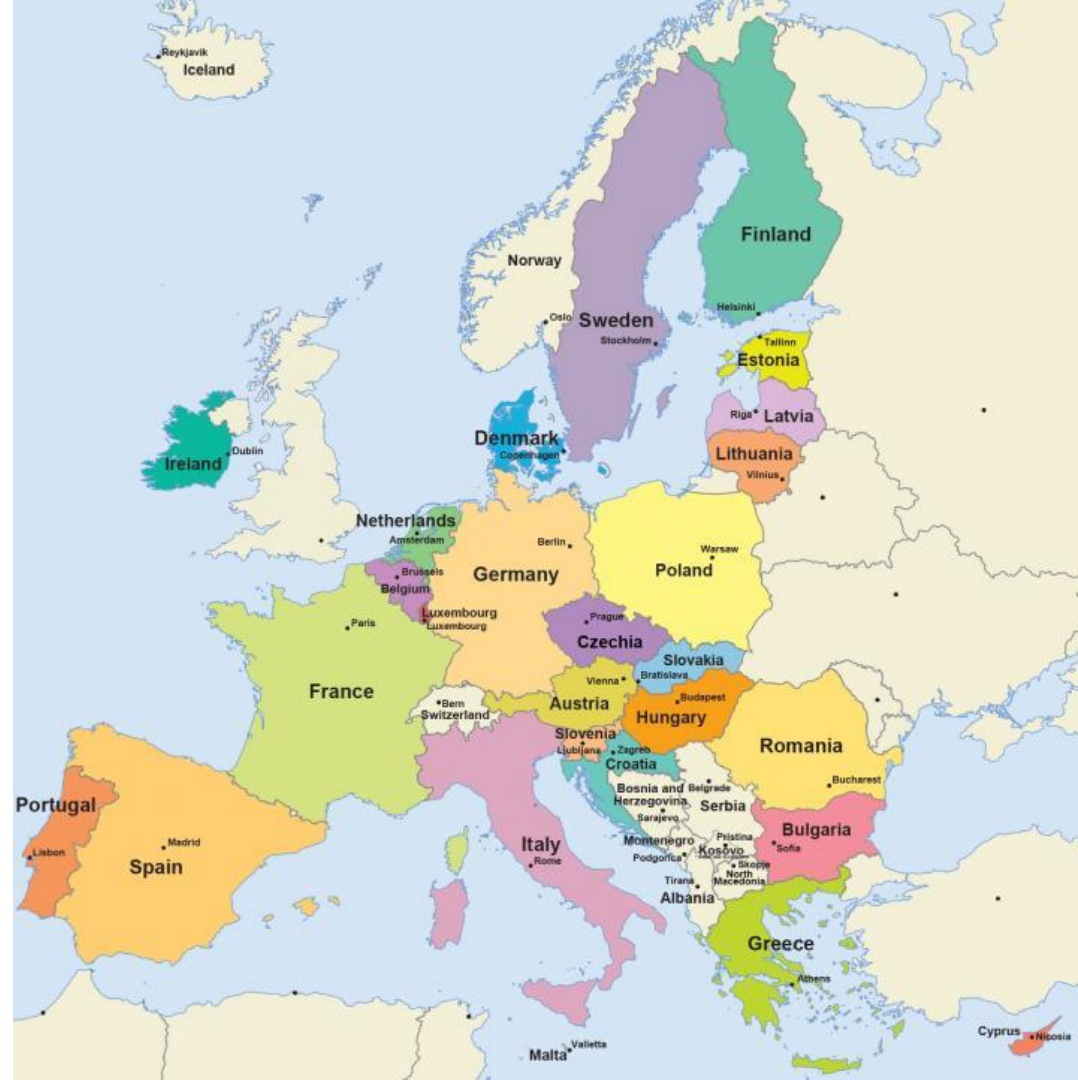 Reykjavik
Iceland
Finland
Norway
Helsinki
Oslo
Sweden
Stockholm
Tallinn
Estonia
Riga
Latvia
Denmark
Copenhagen
Lithuania
Vilnius
Dublin
Ireland
Netherlands
Amsterdam
Berlin
Warsaw
Germany
Poland
Brussels
Belgium
Luxembourg
Luxembourg
Paris
Prague
Czechia
Slovakia
Bratislava
Vienna
France
Austria
Budapest
Hungary
Bern
Switzerland
Slovenia
Ljubljana
Zagreb
Croatia
Romania
Bucharest
Bosnia and
Herzegovina
Sarajevo
Belgrade
Serbia
Portugal
Lisbon
Madrid
Spain
Italy
Rome
Montenegro
Podgorica
Pristina
Kosovo
Bulgaria
Sofia
Skopje
North
Macedonia
Tirana
Albania
Greece
Athens
Cyprus
Nicosia
Malta
Valletta